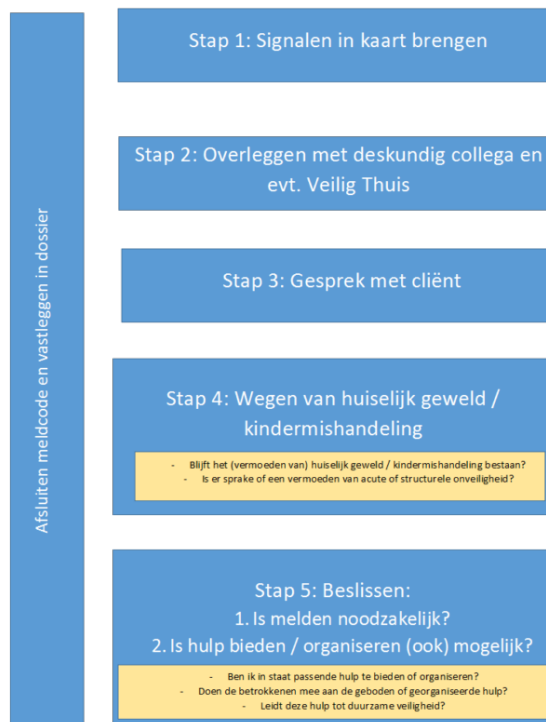 Afsluiten meldcode en vastleggen in dossier
Stap 1: Signalen in kaart brengen
Stap 2: Overleggen met deskundig collega en
evt. Veilig Thuis
Stap 3: Gesprek met cliënt
Stap 4: Wegen van huiselijk geweld /
kindermishandeling
- Blijft het (vermoeden van) huiselijk geweld / kindermishandeling bestaan?
- Is er sprake of een vermoeden van acute of structurele onveiligheid?
Stap 5: Beslissen:
1. Is melden noodzakelijk?
2. Is hulp bieden / organiseren (ook) mogelijk?
- Ben ik in staat passende hulp te bieden of organiseren?
- Doen de betrokkenen mee aan de geboden of georganiseerde hulp?
- Leidt deze hulp tot duurzame veiligheid?